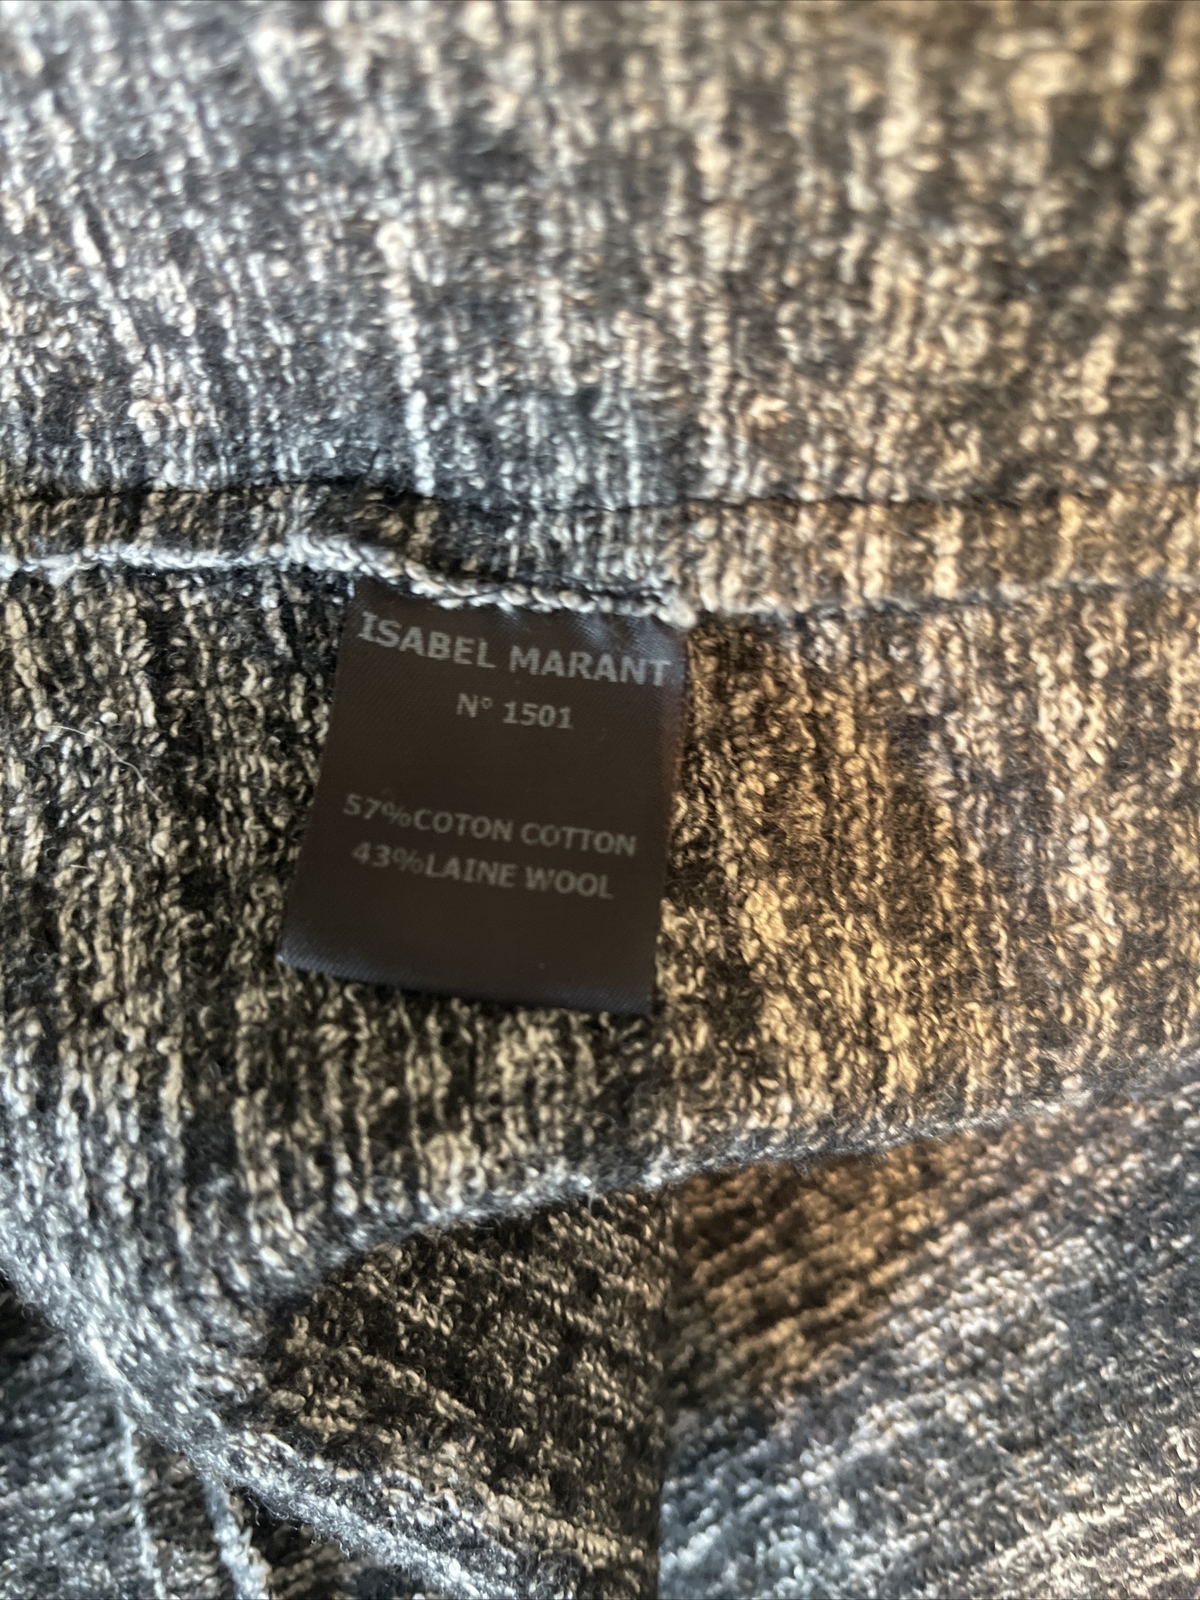 ISABEL MARANT
N° 1501
57%COTON COTTON
43%LAINE WOOL